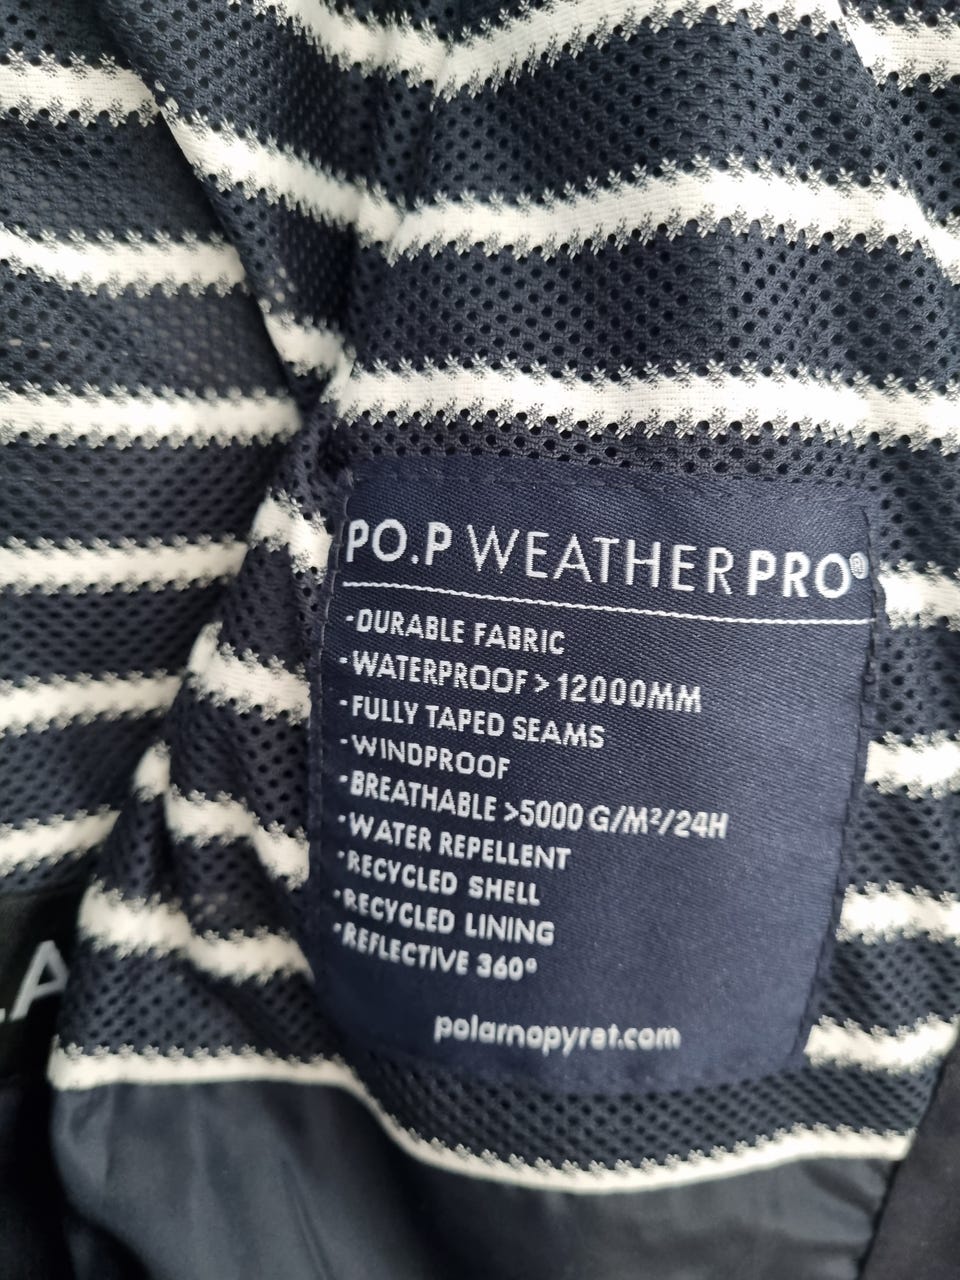 PO.P WEATHERPRO®
-DURABLE FABRIC
-WATERPROOF > 12000MM
-FULLY TAPED SEAMS
-WINDPROOF
-BREATHABLE >5000 G/M²/24H
-WATER REPELLENT
-RECYCLED SHELL
-RECYCLED LINING
-REFLECTIVE 360°
polarnopyret.com